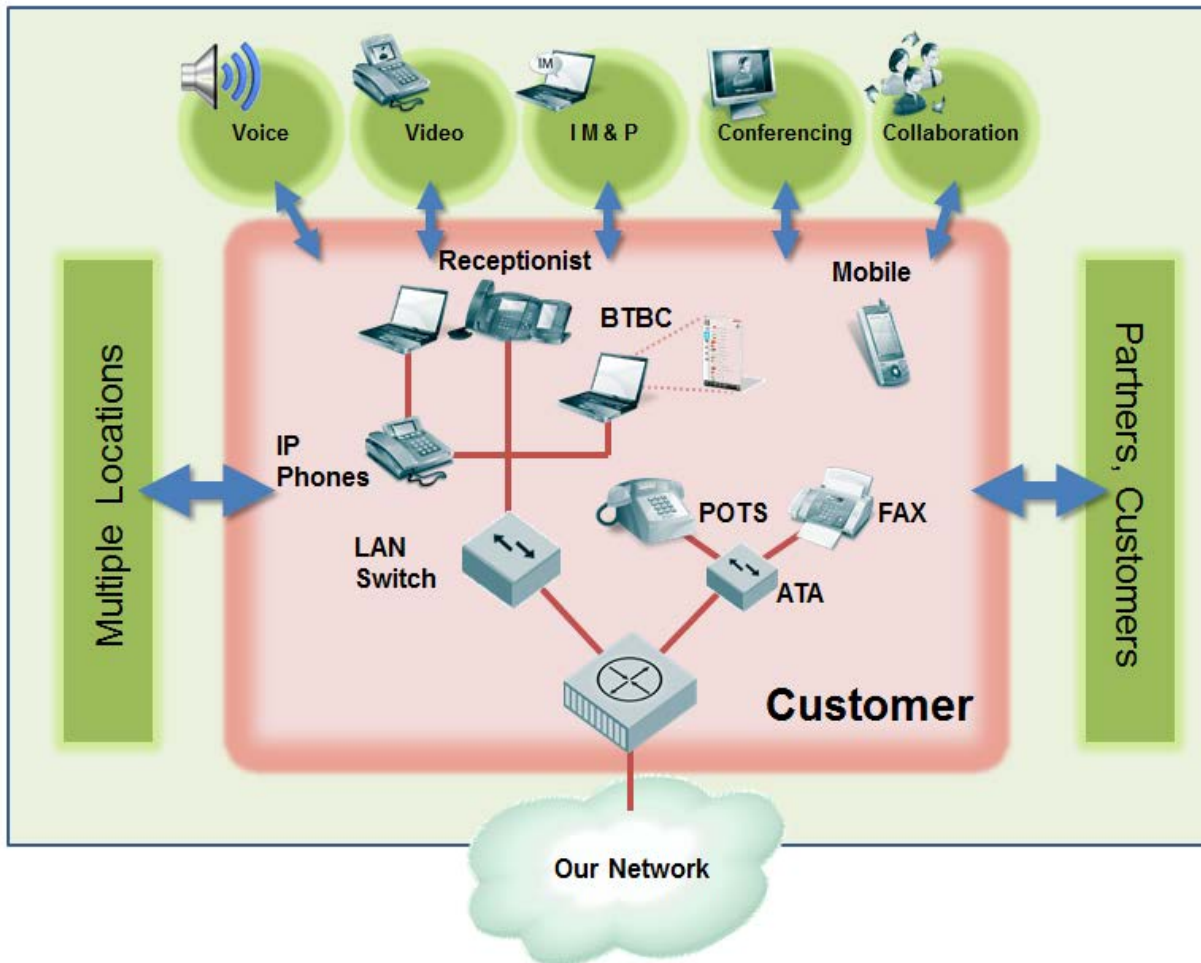 IM
Voice
Video
I M & P
Conferencing
Collaboration
Receptionist
Mobile
BTBC
Multiple Locations
IP
Phones
POTS
FAX
LAN
Switch
ATA
Partners, Customers
Customer
Our Network